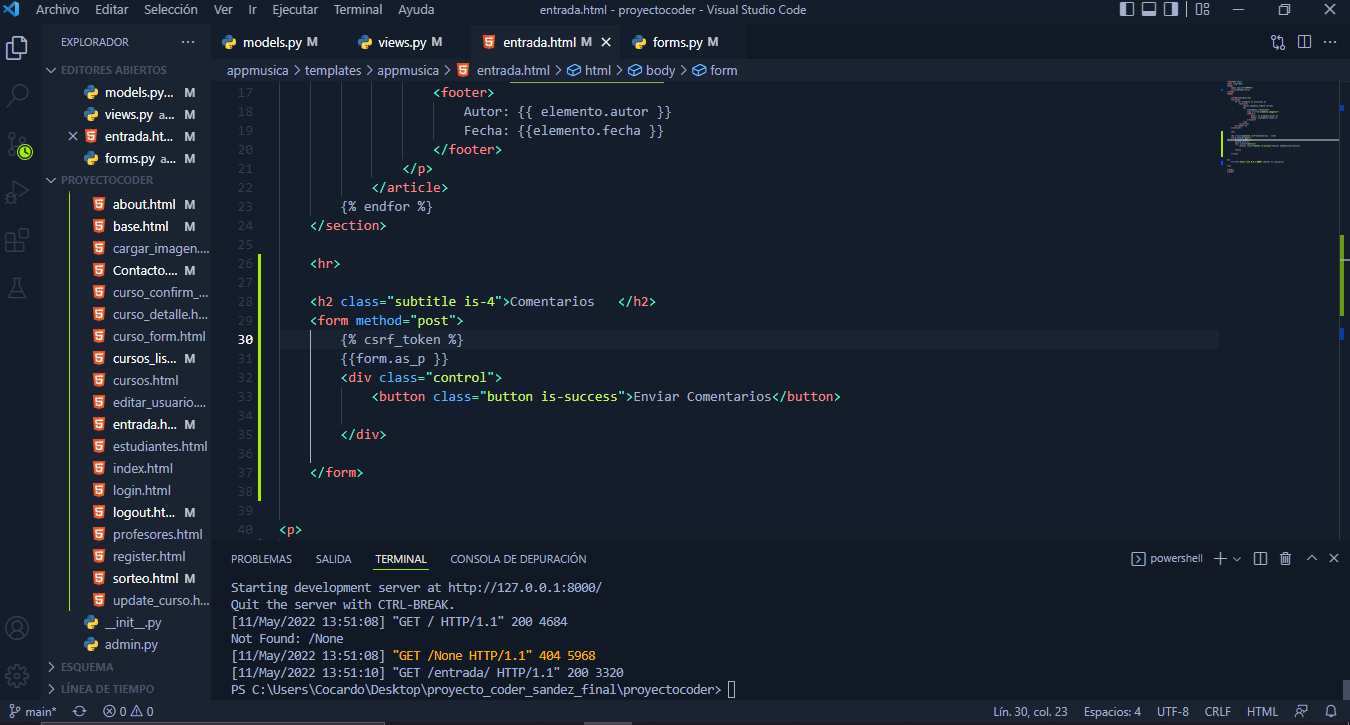 Archivo Editar Selección Ver Ir Ejecutar Terminal Ayuda entrada.html - proyectocoder - Visual Studio Code
EXPLORADOR ··· models.py M views.py M entrada.html M forms.py M
EDITORES ABIERTOS
models.py... M
views.py a... M
entrada.ht... M
forms.py a... M
PROYECTOCODER
about.html M
base.html M
cargar_imagen....
Contacto.... M
curso_confirm_...
curso_detalle.h...
curso_form.html
cursos_lis... M
cursos.html
editar_usuario....
entrada.h... M
estudiantes.html
index.html
login.html
logout.ht... M
profesores.html
register.html
sorteo.html M
update_curso.h...
__init__.py
admin.py
ESQUEMA
LÍNEA DE TIEMPO
appmusica > templates > appmusica > entrada.html > html > body > form
17 <footer>
18 Autor: {{ elemento.autor }}
19 Fecha: {{elemento.fecha }}
20 </footer>
21 </p>
22 </article>
23 {% endfor %}
24 </section>
25
26 <hr>
27
28 <h2 class="subtitle is-4">Comentarios   </h2>
29 <form method="post">
30 {% csrf_token %}
31 {{form.as_p }}
32 <div class="control">
33 <button class="button is-success">Enviar Comentarios</button>
34
35 </div>
36
37 </form>
38
39
40 <p>
PROBLEMAS SALIDA TERMINAL CONSOLA DE DEPURACIÓN powershell
Starting development server at http://127.0.0.1:8000/
Quit the server with CTRL-BREAK.
[11/May/2022 13:51:08] "GET / HTTP/1.1" 200 4684
Not Found: /None
[11/May/2022 13:51:08] "GET /None HTTP/1.1" 404 5968
[11/May/2022 13:51:10] "GET /entrada/ HTTP/1.1" 200 3320
PS C:\Users\Cocardo\Desktop\proyecto_coder_sandez_final\proyectocoder>
main* 0 0 Lín. 30, col. 23 Espacios: 4 UTF-8 CRLF HTML